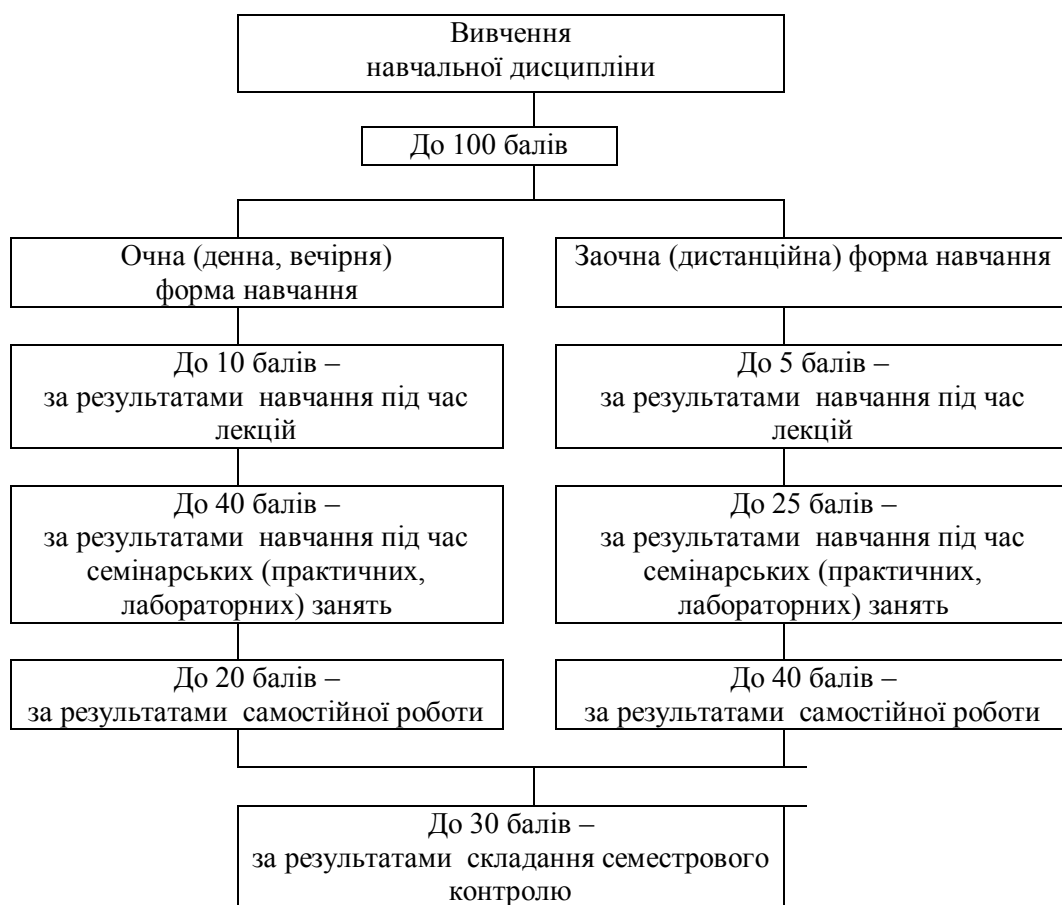 Вивчення
навчальної дисципліни
До 100 балів
Очна (денна, вечірня)
форма навчання
Заочна (дистанційна) форма навчання
До 10 балів –
за результатами навчання під час
лекцій
До 5 балів –
за результатами навчання під час
лекцій
До 40 балів –
за результатами навчання під час
семінарських (практичних,
лабораторних) занять
До 25 балів –
за результатами навчання під час
семінарських (практичних,
лабораторних) занять
До 20 балів –
за результатами самостійної роботи
До 40 балів –
за результатами самостійної роботи
До 30 балів –
за результатами складання семестрового
контролю